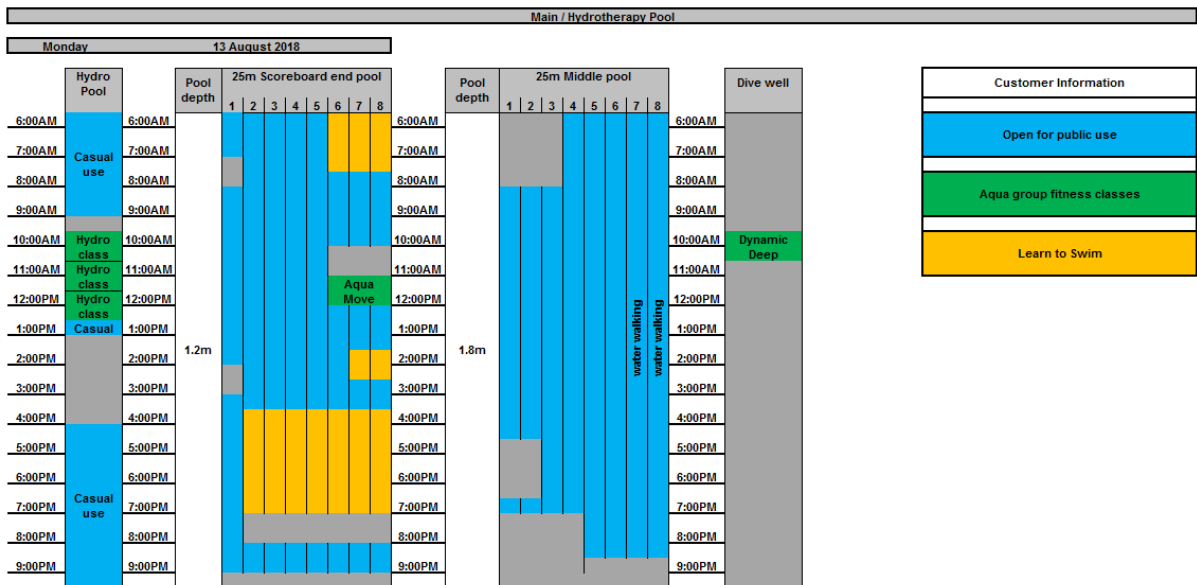 Main / Hydrotherapy Pool
Monday 13 August 2018
Hydro Pool
Pool depth
25m Scoreboard end pool
1 2 3 4 5 6 7 8
Pool depth
25m Middle pool
1 2 3 4 5 6 7 8
Dive well
Customer Information
Open for public use
Aqua group fitness classes
Learn to Swim
6:00AM 6:00AM 6:00AM 6:00AM
7:00AM 7:00AM 7:00AM 7:00AM
Casual
use
8:00AM 8:00AM 8:00AM 8:00AM
9:00AM 9:00AM 9:00AM 9:00AM
10:00AM Hydro 10:00AM 10:00AM 10:00AM Dynamic
class Deep
11:00AM Hydro 11:00AM 11:00AM 11:00AM
class Aqua
12:00PM Hydro 12:00PM Move 12:00PM 12:00PM
class
1:00PM Casual 1:00PM 1:00PM 1:00PM
1.2m 1.8m water walking water walking
2:00PM 2:00PM 2:00PM 2:00PM
3:00PM 3:00PM 3:00PM 3:00PM
4:00PM 4:00PM 4:00PM 4:00PM
5:00PM 5:00PM 5:00PM 5:00PM
6:00PM 6:00PM 6:00PM 6:00PM
Casual
7:00PM use 7:00PM 7:00PM 7:00PM
8:00PM 8:00PM 8:00PM 8:00PM
9:00PM 9:00PM 9:00PM 9:00PM